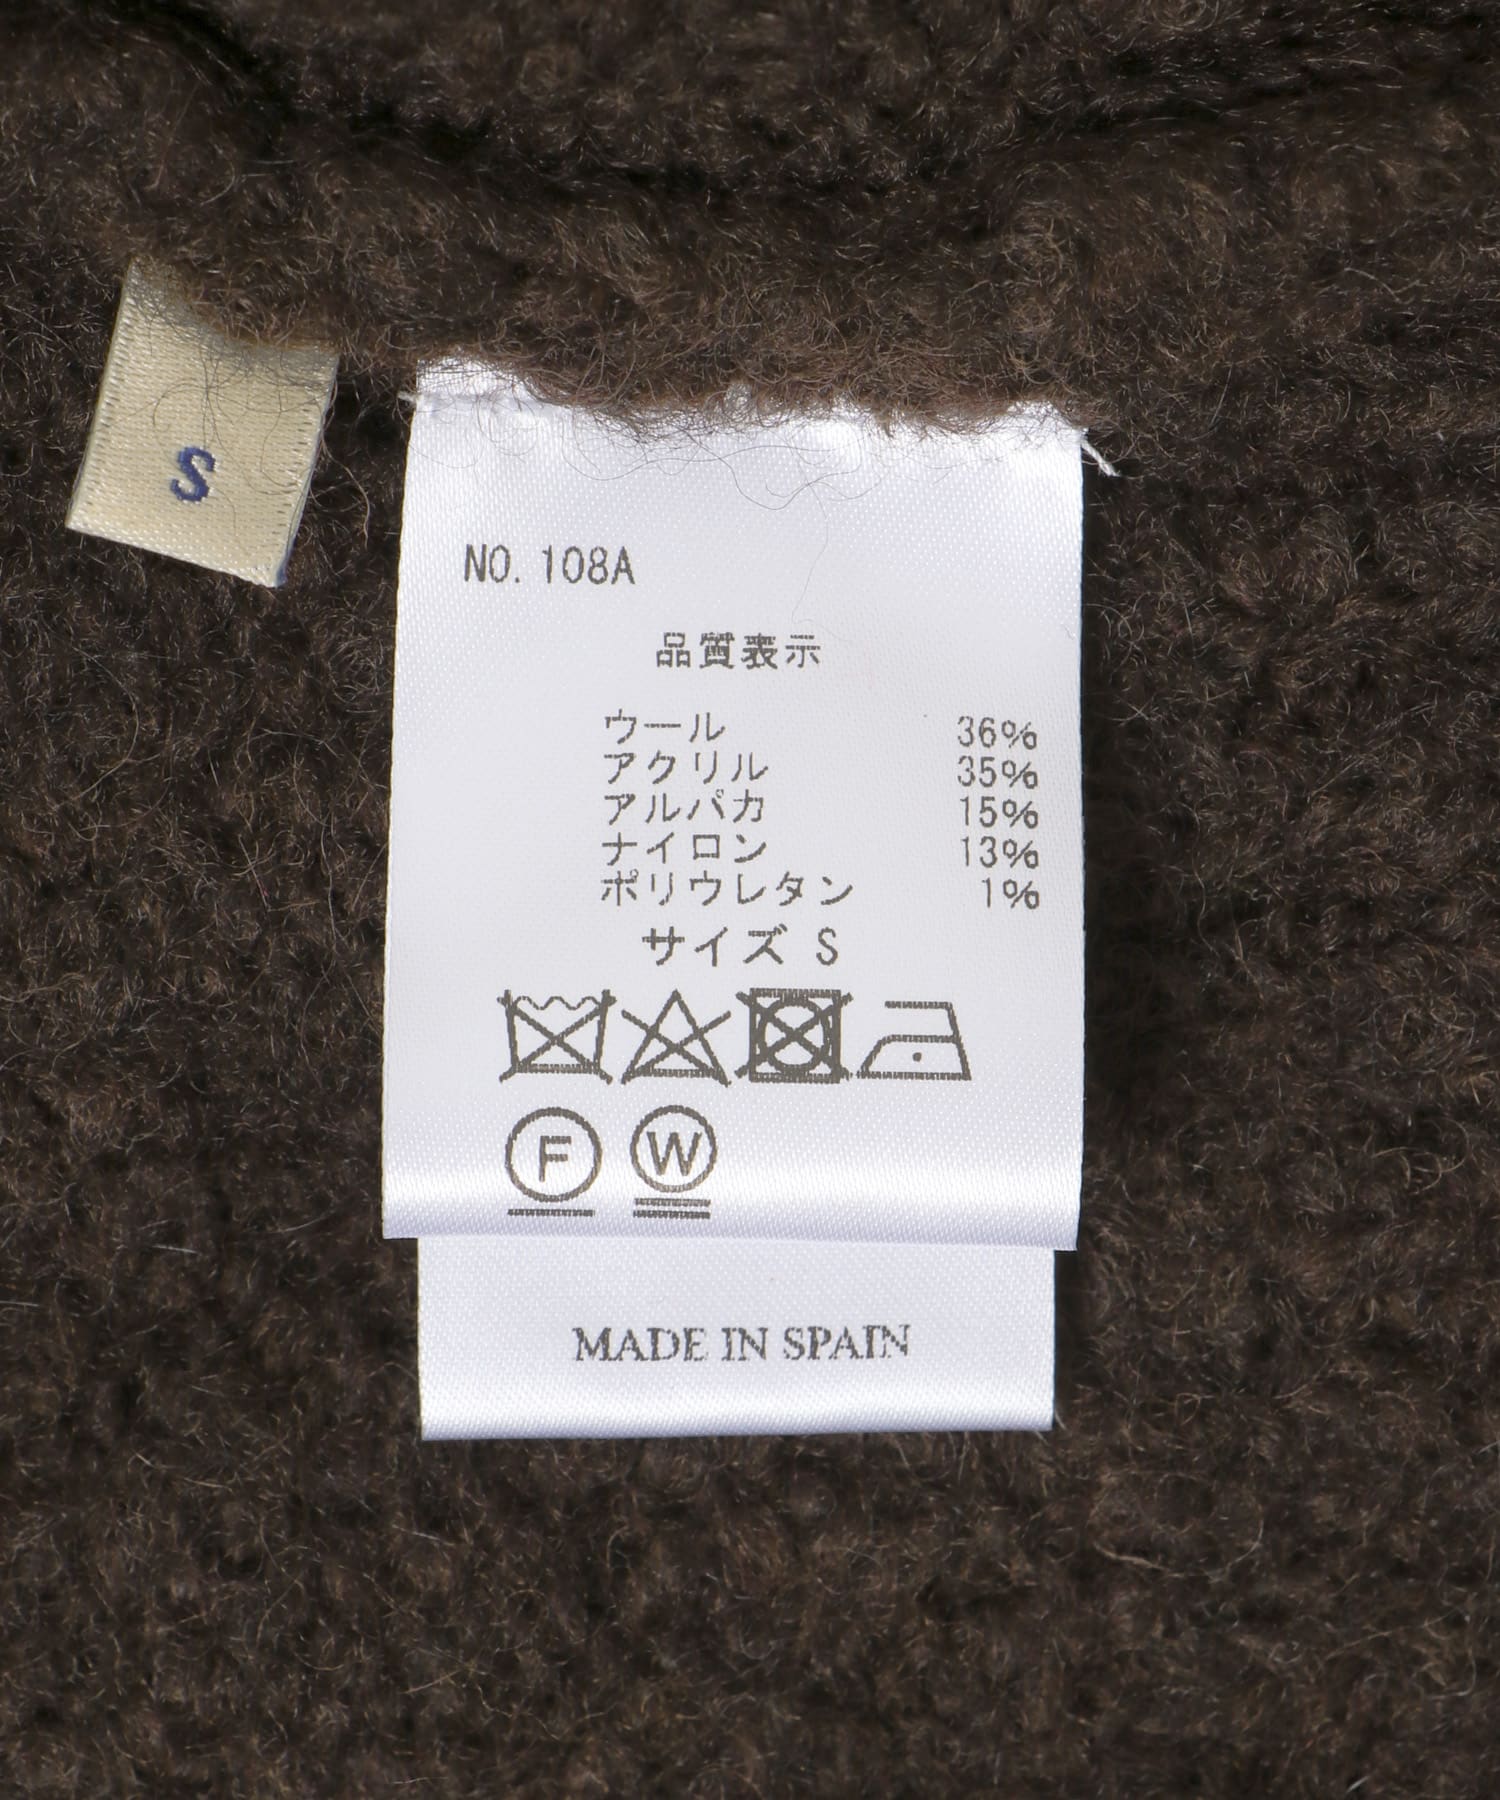 S
NO. 108A
品質表示
ウール 36%
アクリル 35%
アルパカ 15%
ナイロン 13%
ポリウレタン 1%
サイズ S
F W
MADE IN SPAIN